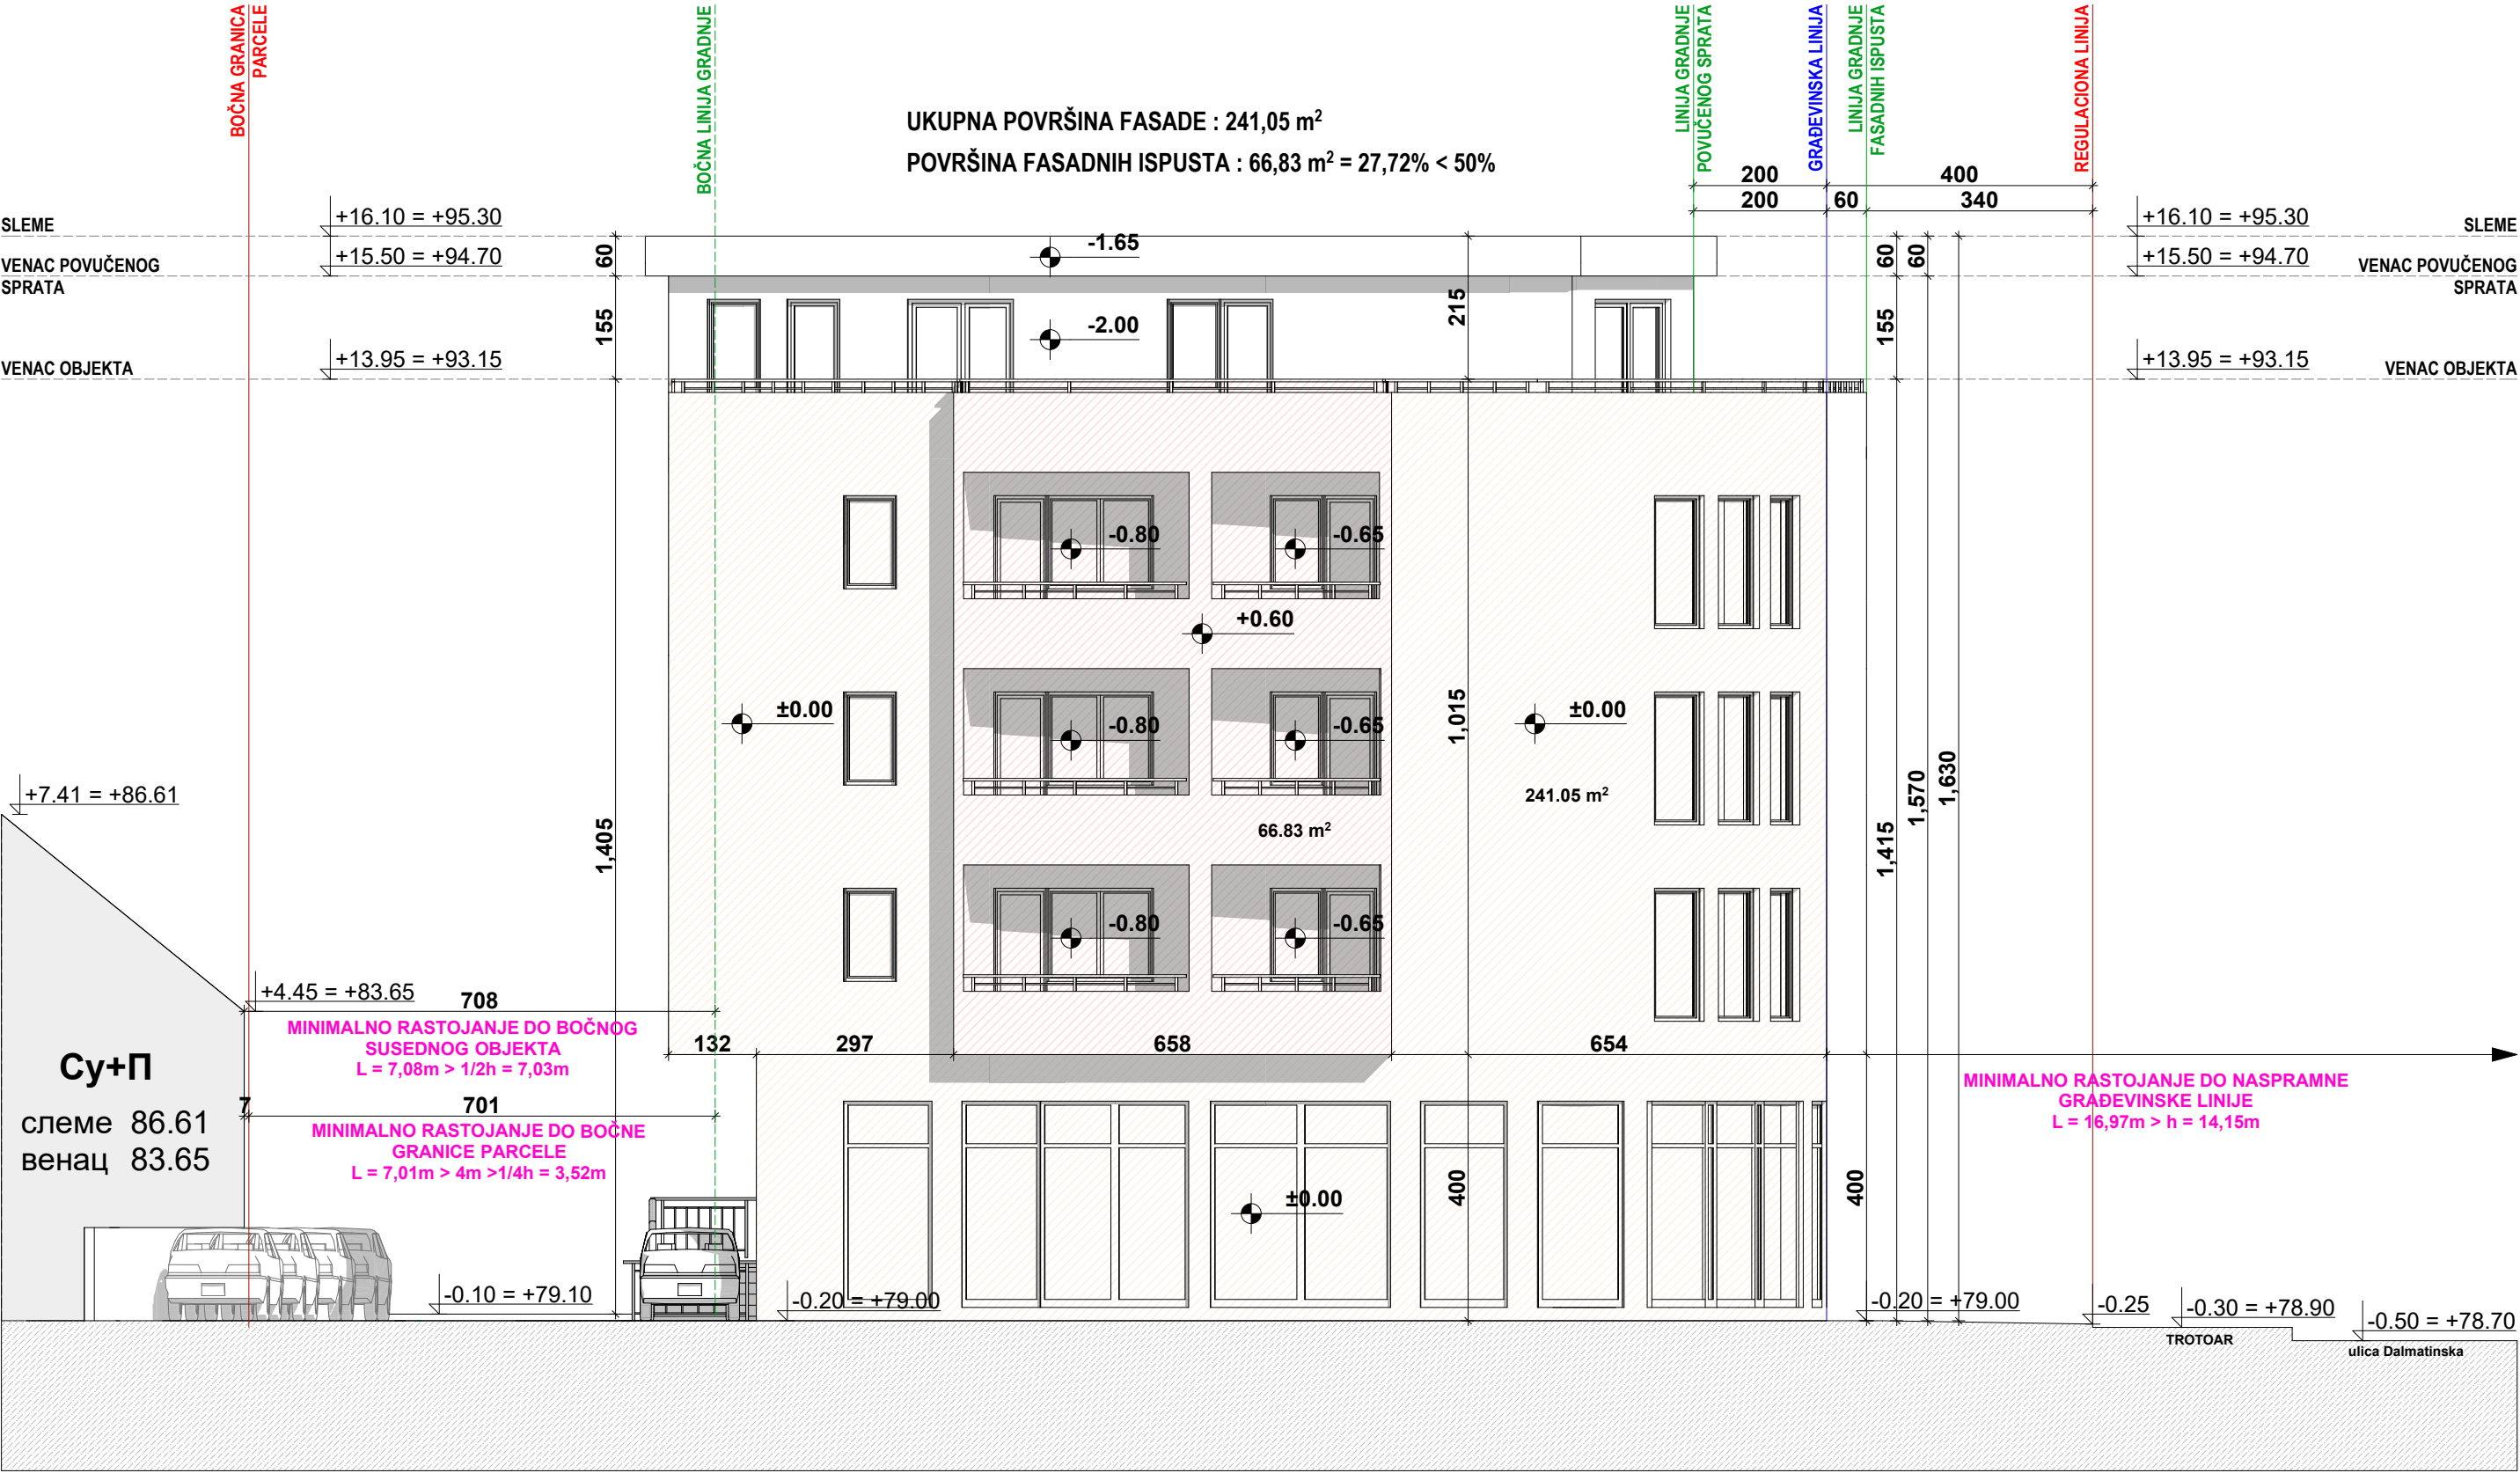 BOČNA GRANICA
PARCELE
BOČNA LINIJA GRADNJE
LINIJA GRADNJE
POVUČENOG SPRATA
GRAĐEVINSKA LINIJA
LINIJA GRADNJE
FASADNIH ISPUSTA
REGULACIONA LINIJA
UKUPNA POVRŠINA FASADE : 241,05 m²
POVRŠINA FASADNIH ISPUSTA : 66,83 m² = 27,72% < 50%
200
400
200
60
340
SLEME
+16.10 = +95.30
+16.10 = +95.30
SLEME
VENAC POVUČENOG
SPRATA
+15.50 = +94.70
+15.50 = +94.70
VENAC POVUČENOG
SPRATA
VENAC OBJEKTA
+13.95 = +93.15
+13.95 = +93.15
VENAC OBJEKTA
60
155
-1.65
-2.00
215
60
60
155
-0.80
-0.65
+0.60
±0.00
-0.80
-0.65
±0.00
1,015
241.05 m²
66.83 m²
1,405
1,415
1,570
1,630
-0.80
-0.65
+7.41 = +86.61
+4.45 = +83.65
708
MINIMALNO RASTOJANJE DO BOČNOG
SUSEDNOG OBJEKTA
L = 7,08m > 1/2h = 7,03m
132
297
658
654
Су+П
слеме 86.61
венац 83.65
7
701
MINIMALNO RASTOJANJE DO BOČNE
GRANICE PARCELE
L = 7,01m > 4m >1/4h = 3,52m
MINIMALNO RASTOJANJE DO NASPRAMNE
GRAĐEVINSKE LINIJE
L = 16,97m > h = 14,15m
±0.00
400
400
-0.10 = +79.10
-0.20 = +79.00
-0.20 = +79.00
-0.25
-0.30 = +78.90
-0.50 = +78.70
TROTOAR
ulica Dalmatinska